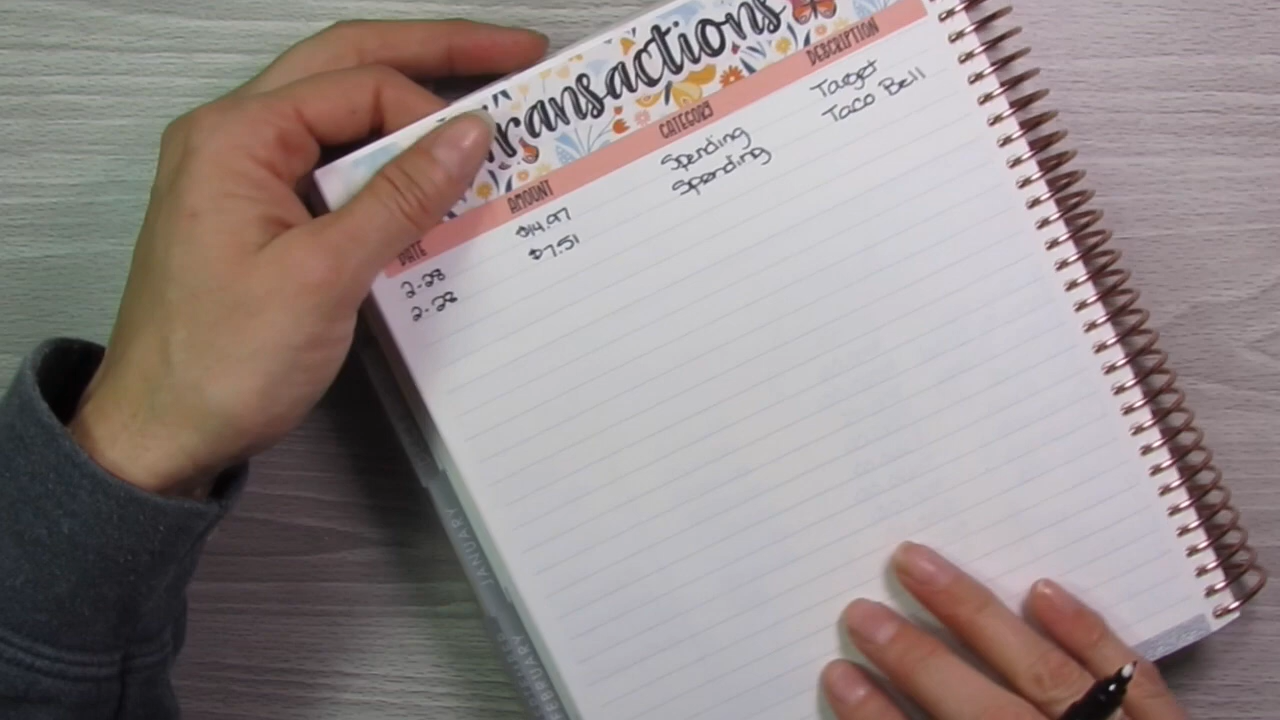 Transactions
DATE AMOUNT CATEGORY DESCRIPTION
2-28 $14.97 Spending Target
2-28 $7.51 Spending Taco Bell
JANUARY
FEBRUARY